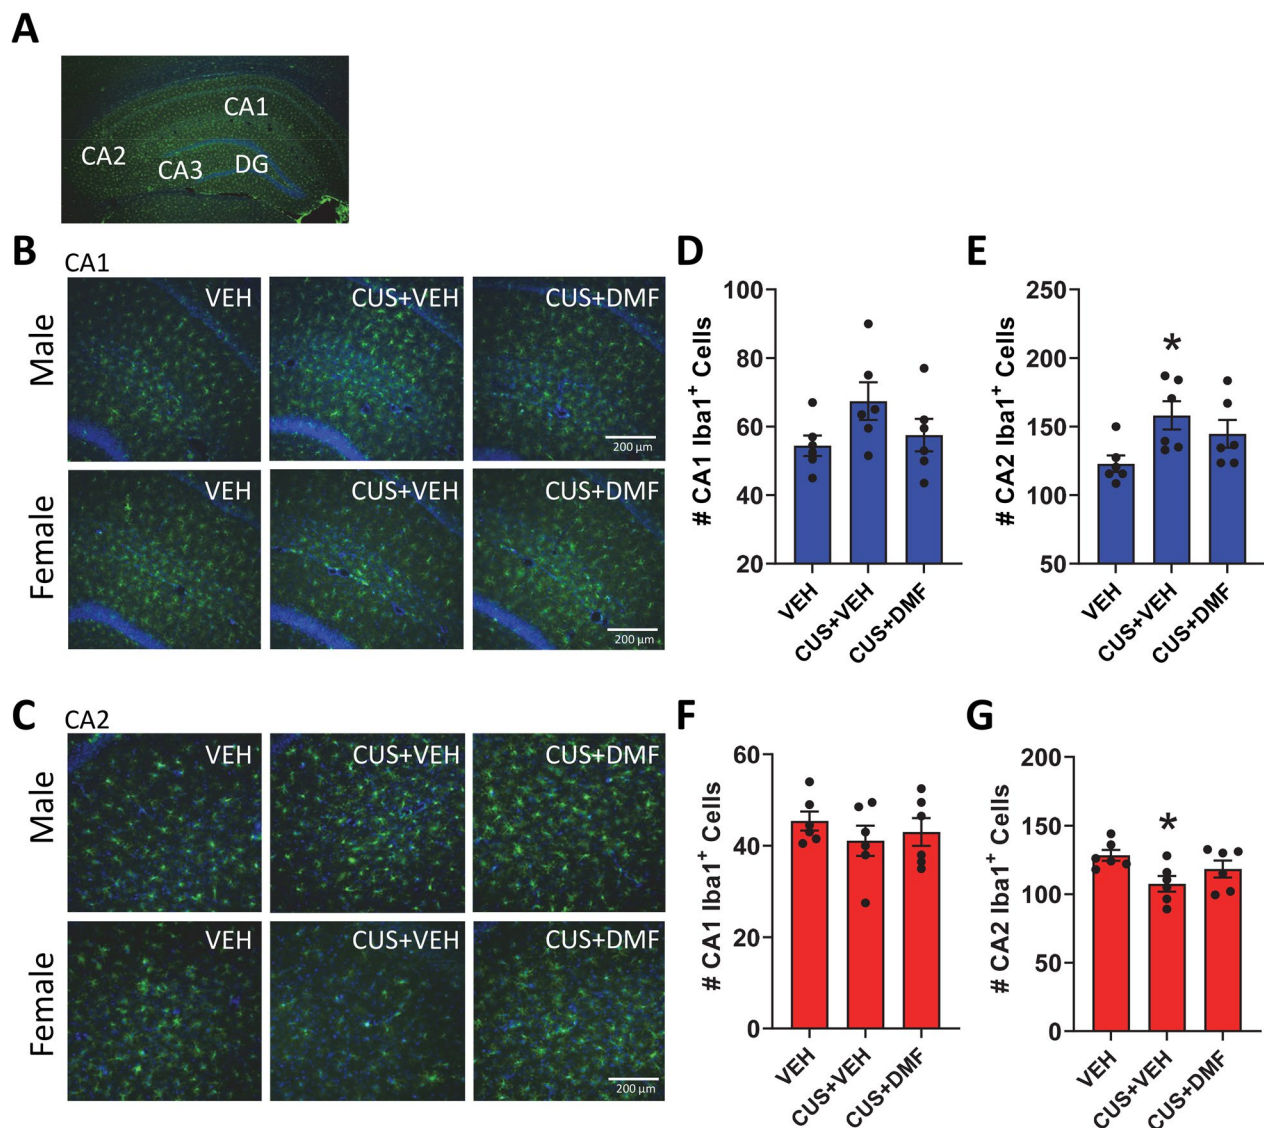 A
CA1
CA2
CA3
DG
B
CA1
Male
VEH
CUS+VEH
CUS+DMF
200 µm
Female
VEH
CUS+VEH
CUS+DMF
200 µm
C
CA2
Male
VEH
CUS+VEH
CUS+DMF
Female
VEH
CUS+VEH
CUS+DMF
200 µm
D
# CA1 Iba1⁺ Cells
100
80
60
40
20
VEH
CUS+VEH
CUS+DMF
E
# CA2 Iba1⁺ Cells
250
200
150
100
50
*
VEH
CUS+VEH
CUS+DMF
F
# CA1 Iba1⁺ Cells
60
40
20
0
VEH
CUS+VEH
CUS+DMF
G
# CA2 Iba1⁺ Cells
200
150
100
50
0
*
VEH
CUS+VEH
CUS+DMF